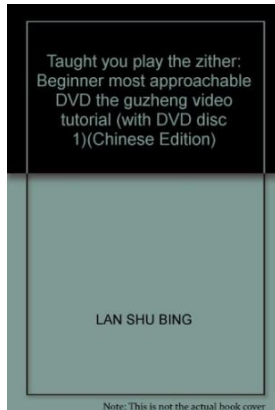 Taught you play the zither:
Beginner most approachable
DVD the guzheng video
tutorial (with DVD disc
1)(Chinese Edition)
LAN SHU BING
Note: This is not the actual book cover